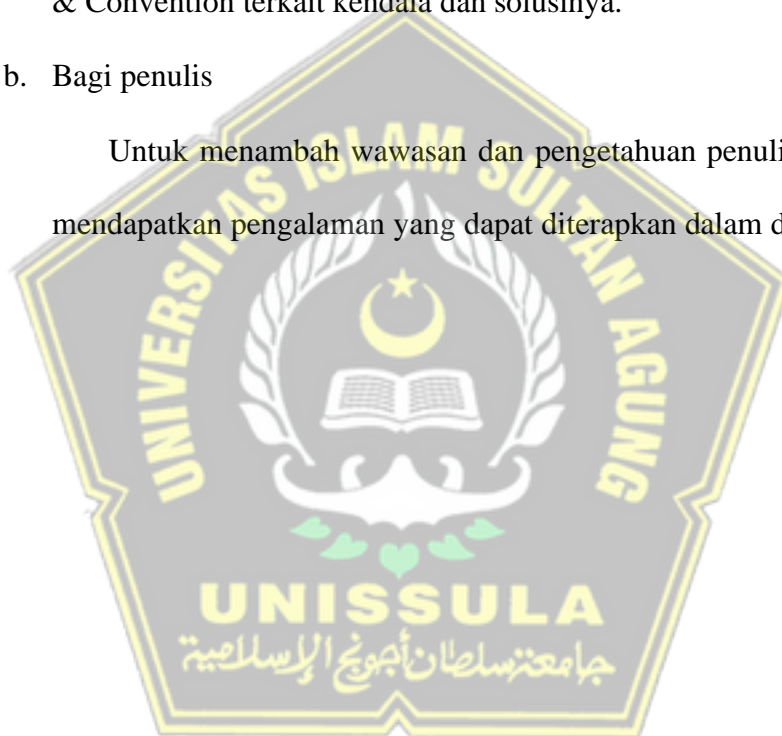 & Convention terkait kendala dan solusinya.
b. Bagi penulis
Untuk menambah wawasan dan pengetahuan penuli
mendapatkan pengalaman yang dapat diterapkan dalam d
UNIVERSITAS ISLAM SULTAN AGUNG
UNISSULA
جامعة سلطان أجونج الإسلامية